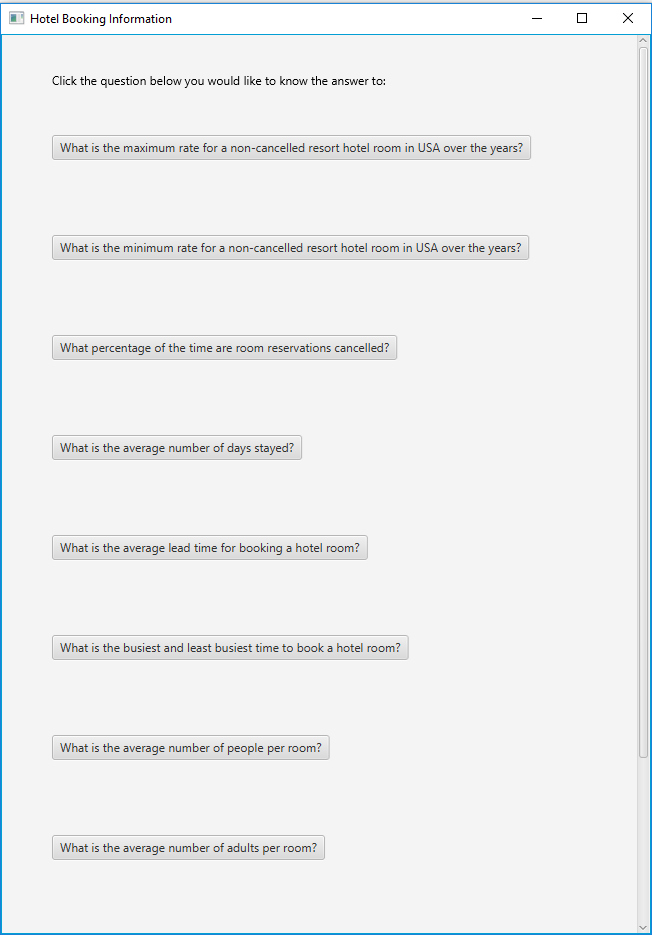 Hotel Booking Information
Click the question below you would like to know the answer to:
What is the maximum rate for a non-cancelled resort hotel room in USA over the years?
What is the minimum rate for a non-cancelled resort hotel room in USA over the years?
What percentage of the time are room reservations cancelled?
What is the average number of days stayed?
What is the average lead time for booking a hotel room?
What is the busiest and least busiest time to book a hotel room?
What is the average number of people per room?
What is the average number of adults per room?